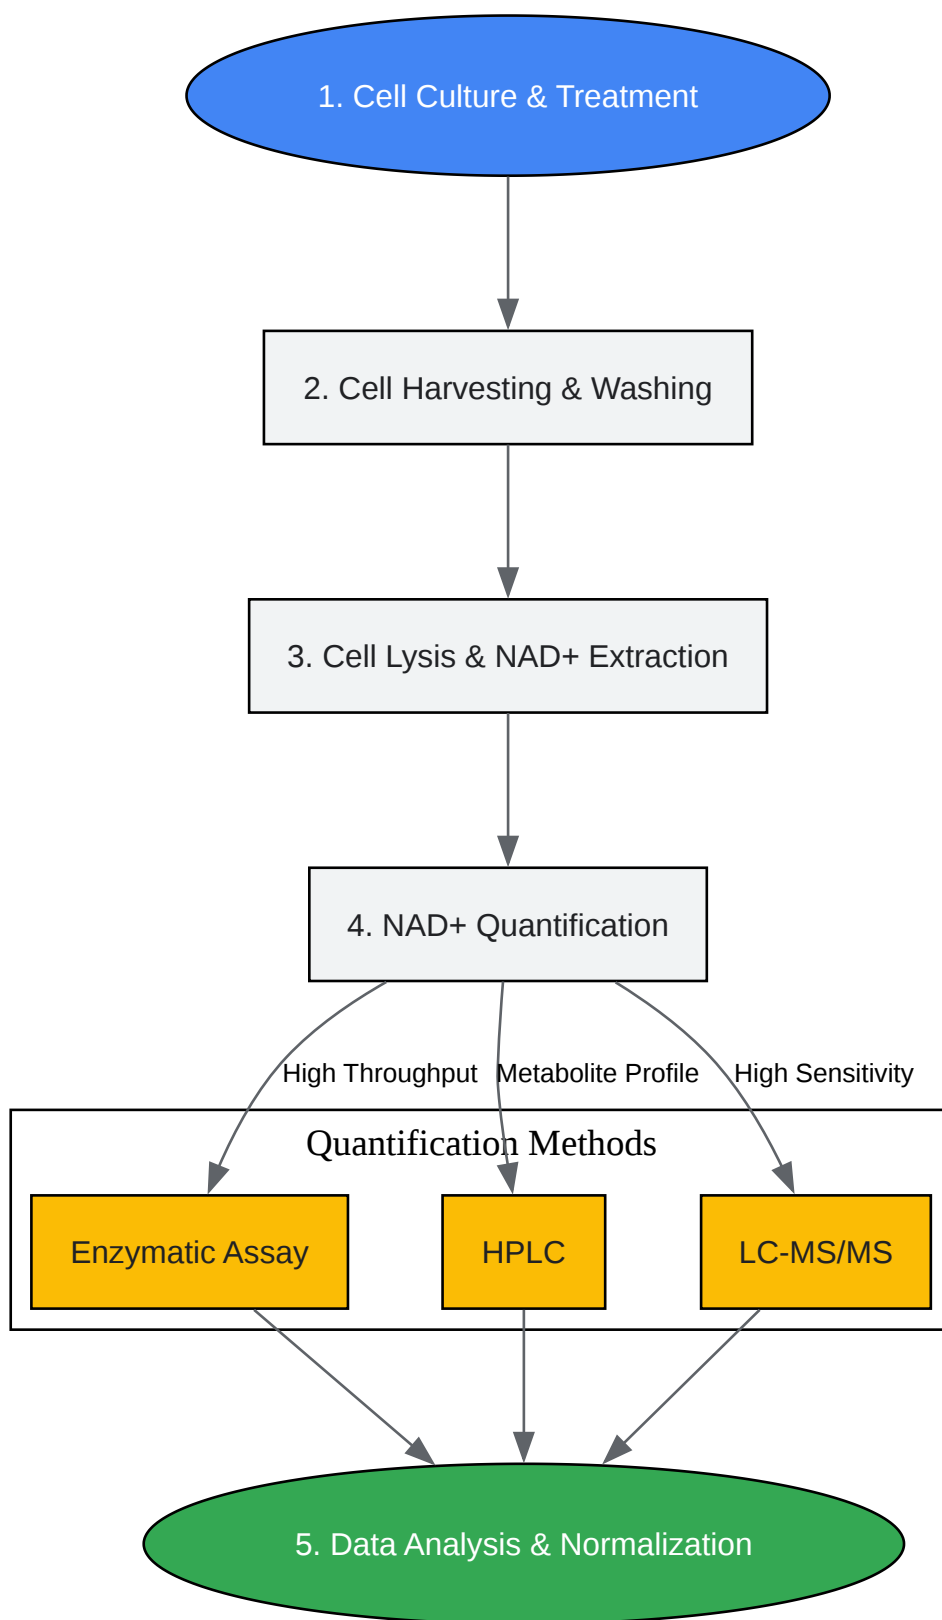 1. Cell Culture & Treatment
2. Cell Harvesting & Washing
3. Cell Lysis & NAD+ Extraction
4. NAD+ Quantification
High Throughput
Metabolite Profile
High Sensitivity
Quantification Methods
Enzymatic Assay
HPLC
LC-MS/MS
5. Data Analysis & Normalization